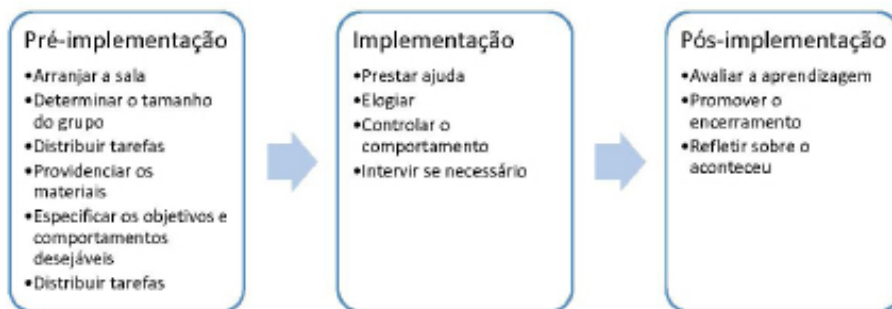 Pré-implementação
•Arranjar a sala
•Determinar o tamanho
do grupo
•Distribuir tarefas
•Providenciar os
materiais
•Especificar os objetivos e
comportamentos
desejáveis
•Distribuir tarefas
Implementação
•Prestar ajuda
•Elogiar
•Controlar o
comportamento
•Intervir se necessário
Pós-implementação
•Avaliar a aprendizagem
•Promover o
encerramento
•Refletir sobre o
aconteceu